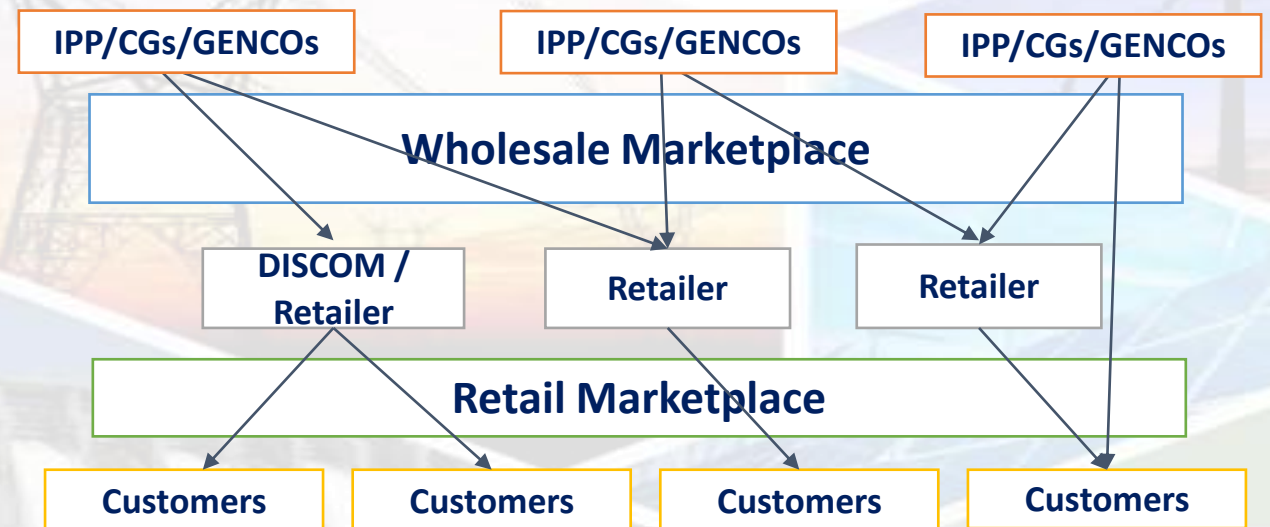 IPP/CGs/GENCOs
IPP/CGs/GENCOs
IPP/CGs/GENCOs
Wholesale Marketplace
DISCOM /
Retailer
Retailer
Retailer
Retail Marketplace
Customers
Customers
Customers
Customers